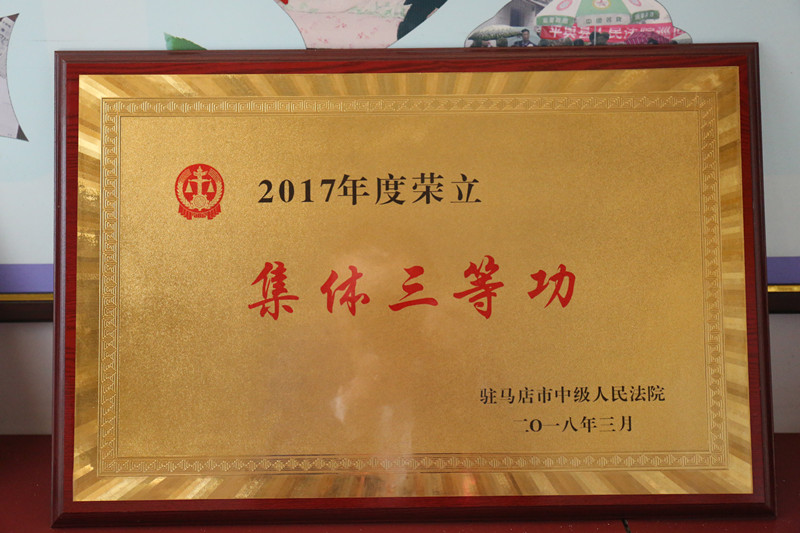 2017年度荣立
集体三等功
驻马店市中级人民法院
二O一八年三月